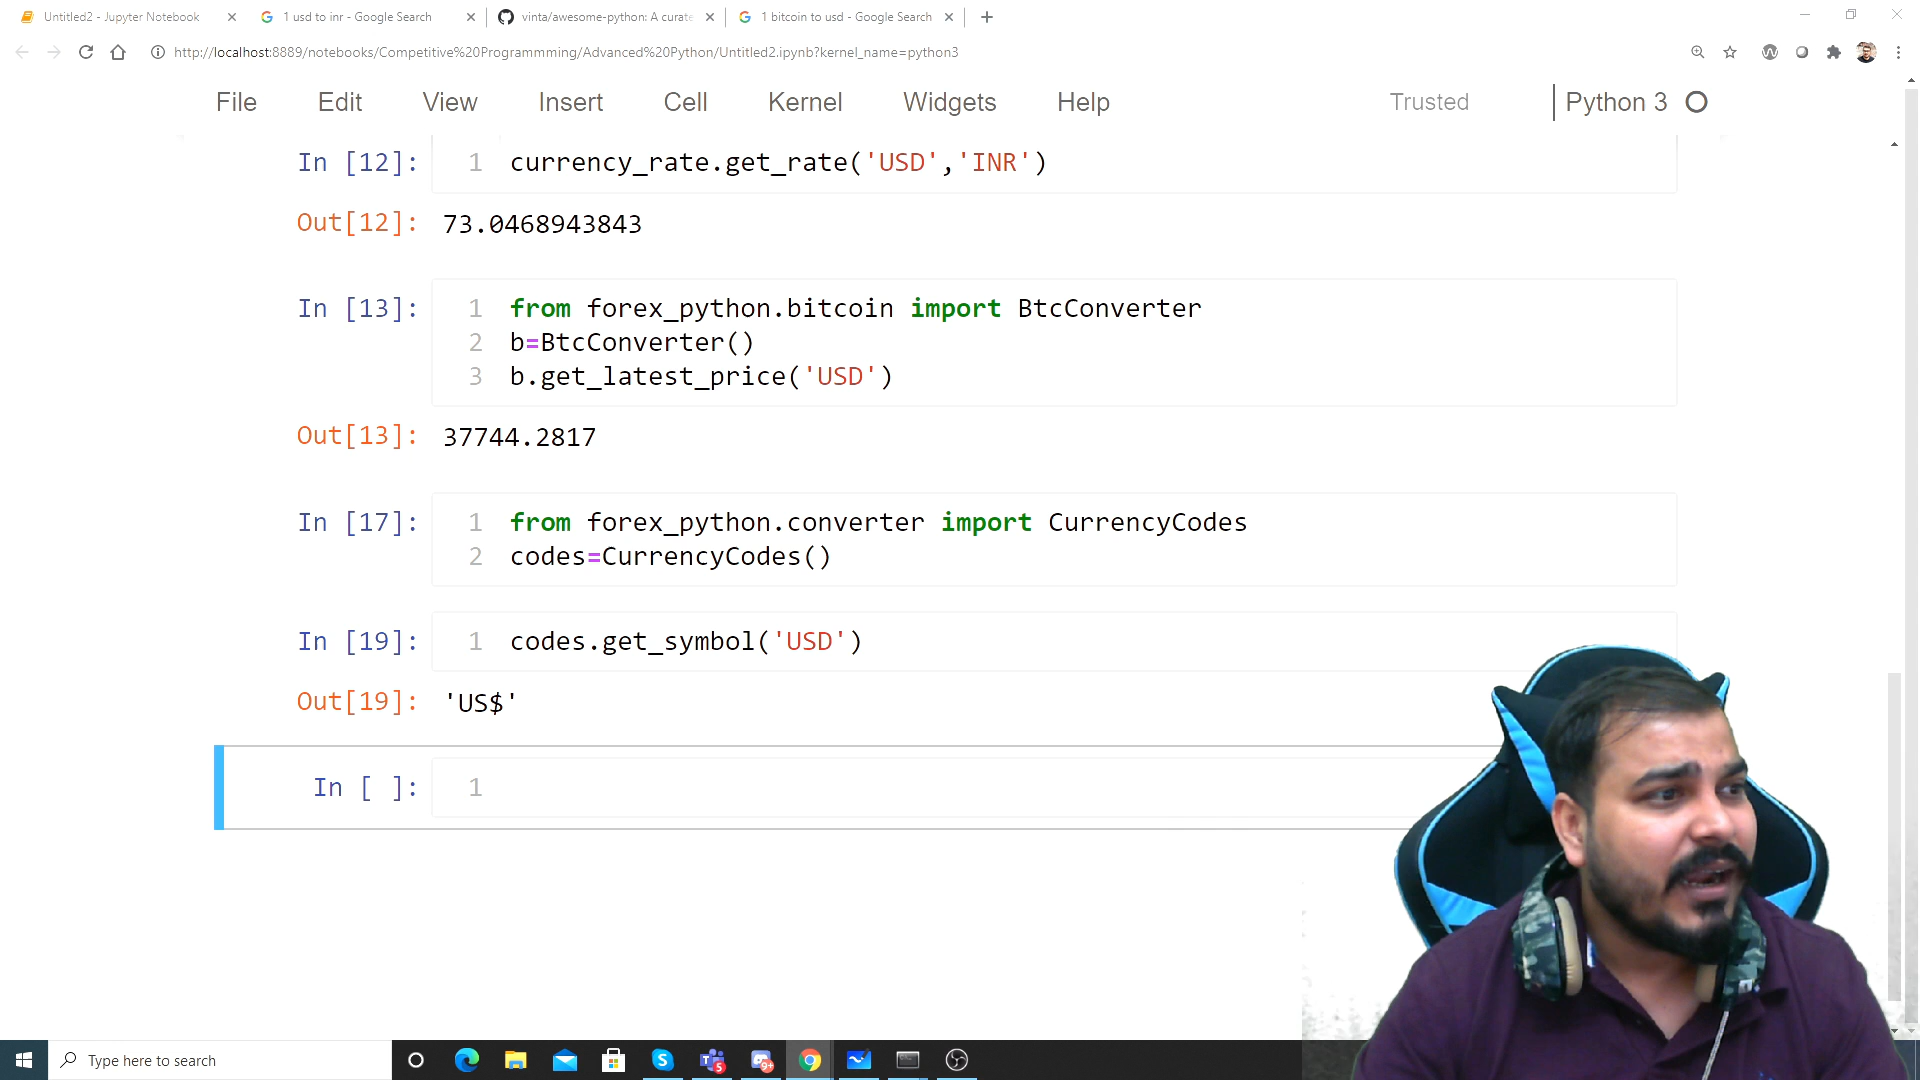 Untitled2 - Jupyter Notebook
1 usd to inr - Google Search
vinta/awesome-python: A curate
1 bitcoin to usd - Google Search
http://localhost:8889/notebooks/Competitive%20Programmming/Advanced%20Python/Untitled2.ipynb?kernel_name=python3
File Edit View Insert Cell Kernel Widgets Help Trusted Python 3
In [12]: 1 currency_rate.get_rate('USD','INR')
Out[12]: 73.0468943843
In [13]: 1 from forex_python.bitcoin import BtcConverter
2 b=BtcConverter()
3 b.get_latest_price('USD')
Out[13]: 37744.2817
In [17]: 1 from forex_python.converter import CurrencyCodes
2 codes=CurrencyCodes()
In [19]: 1 codes.get_symbol('USD')
Out[19]: 'US$'
In [ ]: 1
Type here to search